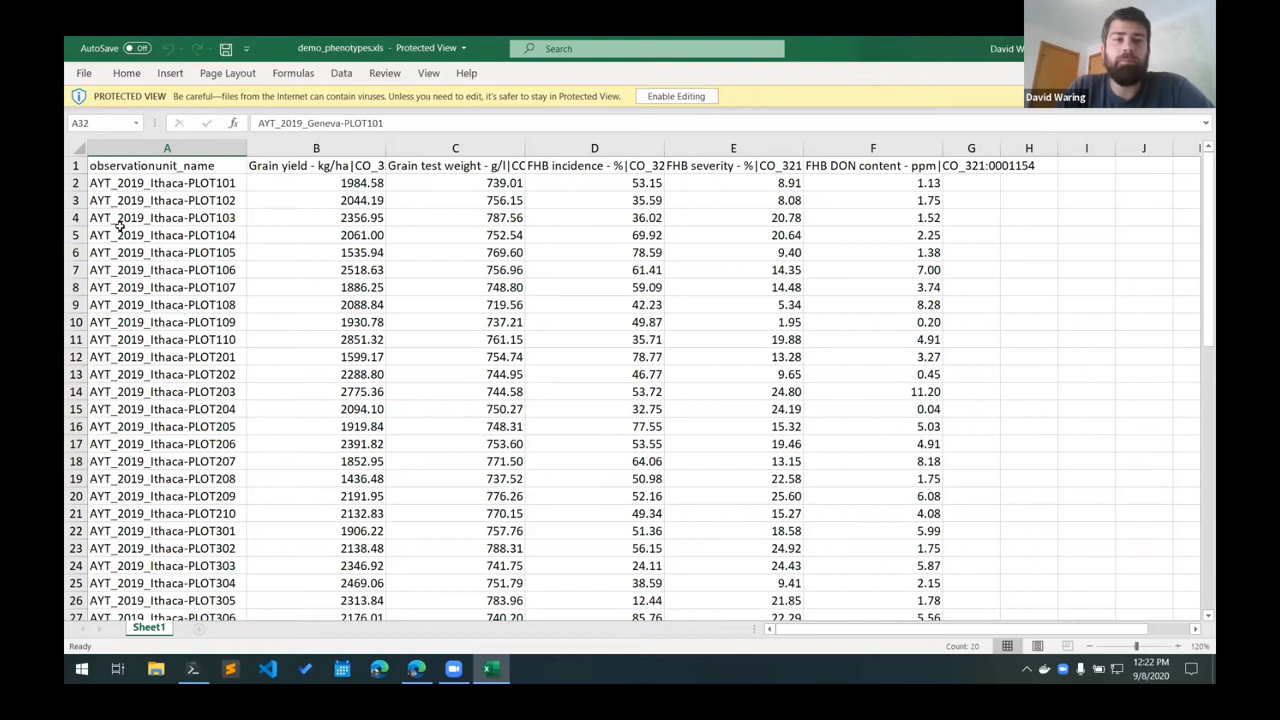 AutoSave Off demo_phenotypes.xls - Protected View Search David W
File Home Insert Page Layout Formulas Data Review View Help
David Waring
PROTECTED VIEW Be careful—files from the Internet can contain viruses. Unless you need to edit, it's safer to stay in Protected View. Enable Editing
A32 fx AYT_2019_Geneva-PLOT101
A B C D E F G H I J
1 observationunit_name Grain yield - kg/ha|CO_3 Grain test weight - g/l|CO FHB incidence - %|CO_32 FHB severity - %|CO_321 FHB DON content - ppm|CO_321:0001154
2 AYT_2019_Ithaca-PLOT101 1984.58 739.01 53.15 8.91 1.13
3 AYT_2019_Ithaca-PLOT102 2044.19 756.15 35.59 8.08 1.75
4 AYT_2019_Ithaca-PLOT103 2356.95 787.56 36.02 20.78 1.52
5 AYT_2019_Ithaca-PLOT104 2061.00 752.54 69.92 20.64 2.25
6 AYT_2019_Ithaca-PLOT105 1535.94 769.60 78.59 9.40 1.38
7 AYT_2019_Ithaca-PLOT106 2518.63 756.96 61.41 14.35 7.00
8 AYT_2019_Ithaca-PLOT107 1886.25 748.80 59.09 14.48 3.74
9 AYT_2019_Ithaca-PLOT108 2088.84 719.56 42.23 5.34 8.28
10 AYT_2019_Ithaca-PLOT109 1930.78 737.21 49.87 1.95 0.20
11 AYT_2019_Ithaca-PLOT110 2851.32 761.15 35.71 19.88 4.91
12 AYT_2019_Ithaca-PLOT201 1599.17 754.74 78.77 13.28 3.27
13 AYT_2019_Ithaca-PLOT202 2288.80 744.95 46.77 9.65 0.45
14 AYT_2019_Ithaca-PLOT203 2775.36 744.58 53.72 24.80 11.20
15 AYT_2019_Ithaca-PLOT204 2094.10 750.27 32.75 24.19 0.04
16 AYT_2019_Ithaca-PLOT205 1919.84 748.31 77.55 15.32 5.03
17 AYT_2019_Ithaca-PLOT206 2391.82 753.60 53.55 19.46 4.91
18 AYT_2019_Ithaca-PLOT207 1852.95 771.50 64.06 13.15 8.18
19 AYT_2019_Ithaca-PLOT208 1436.48 737.52 50.98 22.58 1.75
20 AYT_2019_Ithaca-PLOT209 2191.95 776.26 52.16 25.60 6.08
21 AYT_2019_Ithaca-PLOT210 2132.83 770.15 49.34 15.27 4.08
22 AYT_2019_Ithaca-PLOT301 1906.22 757.76 51.36 18.58 5.99
23 AYT_2019_Ithaca-PLOT302 2138.48 788.31 56.15 24.92 1.75
24 AYT_2019_Ithaca-PLOT303 2346.92 741.75 24.11 24.43 5.87
25 AYT_2019_Ithaca-PLOT304 2469.06 751.79 38.59 9.41 2.15
26 AYT_2019_Ithaca-PLOT305 2313.84 783.96 12.44 21.85 1.78
27 AYT_2019_Ithaca-PLOT306 2176.01 740.20 85.76 22.29 5.56
Sheet1
Ready Count: 20 120%
12:22 PM
9/8/2020